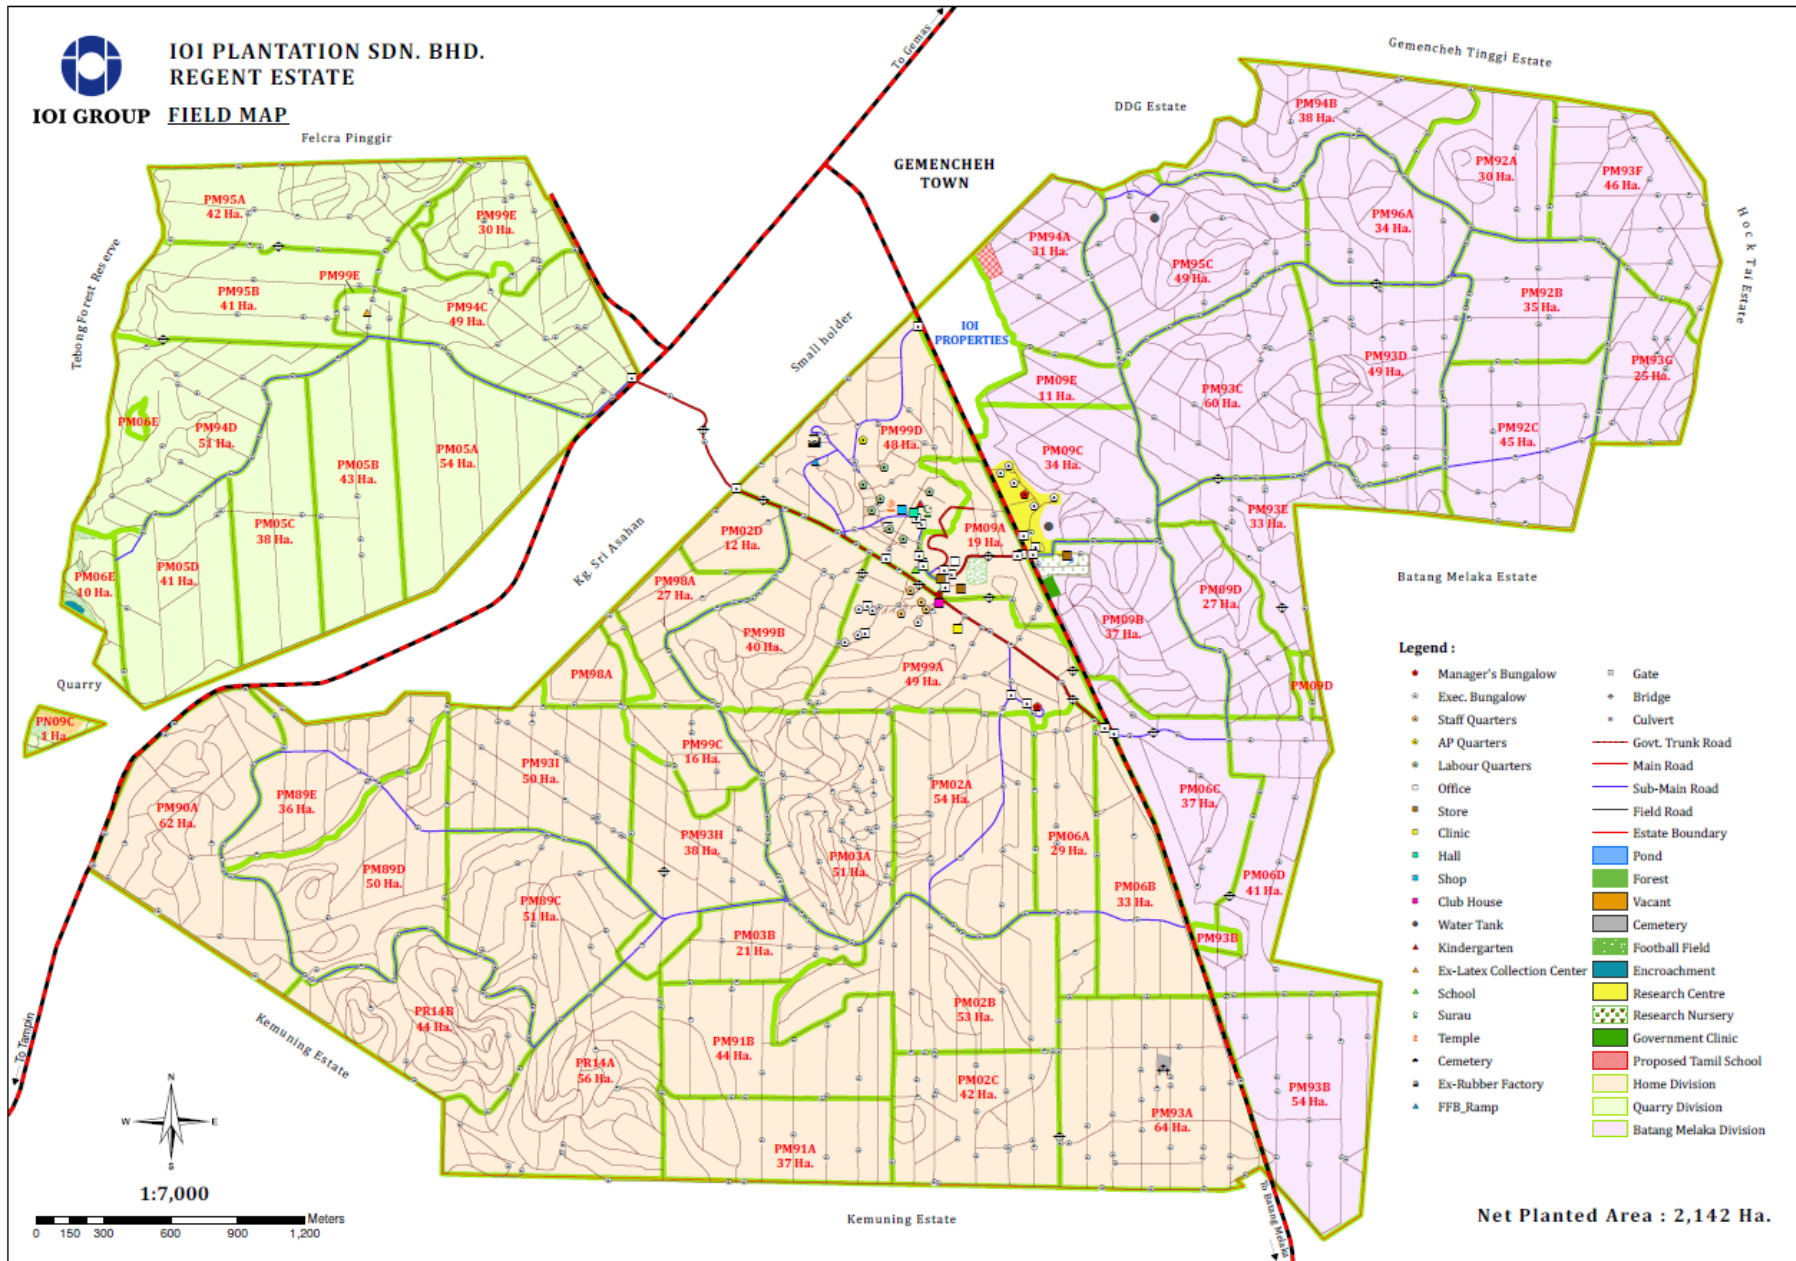 IOI PLANTATION SDN. BHD.
REGENT ESTATE
IOI GROUP
FIELD MAP
Felcra Pinggir
To Gemas
Gemencheh Tinggi Estate
DDG Estate
GEMENCHEH
TOWN
Hock Tai Estate
Tebong Forest Reserve
Small holder
IOI
PROPERTIES
Kg. Sri Asahan
Batang Melaka Estate
Quarry
Kemuning Estate
Kemuning Estate
To Tampin
To Batang Melaka
PM95A
42 Ha.
PM99E
30 Ha.
PM99E
PM95B
41 Ha.
PM94C
49 Ha.
PM06E
PM94D
51 Ha.
PM05B
43 Ha.
PM05A
54 Ha.
PM05C
38 Ha.
PM05D
41 Ha.
PM06E
10 Ha.
PN09C
1 Ha.
PM94B
38 Ha.
PM92A
30 Ha.
PM93F
46 Ha.
PM96A
34 Ha.
PM94A
31 Ha.
PM95C
49 Ha.
PM92B
35 Ha.
PM93D
49 Ha.
PM93G
25 Ha.
PM09E
11 Ha.
PM93C
60 Ha.
PM92C
45 Ha.
PM09C
34 Ha.
PM93E
33 Ha.
PM09D
27 Ha.
PM09B
37 Ha.
PM09D
PM06C
37 Ha.
PM06D
41 Ha.
PM93B
PM93B
54 Ha.
PM99D
48 Ha.
PM09A
19 Ha.
PM02D
12 Ha.
PM98A
27 Ha.
PM99B
40 Ha.
PM98A
PM99A
49 Ha.
PM99C
16 Ha.
PM93I
50 Ha.
PM89E
36 Ha.
PM90A
62 Ha.
PM02A
54 Ha.
PM93H
38 Ha.
PM03A
51 Ha.
PM06A
29 Ha.
PM06B
33 Ha.
PM89D
50 Ha.
PM89C
51 Ha.
PM03B
21 Ha.
PR14B
44 Ha.
PM02B
53 Ha.
PM91B
44 Ha.
PR14A
56 Ha.
PM02C
42 Ha.
PM93A
64 Ha.
PM91A
37 Ha.
Legend :
Manager's Bungalow
Exec. Bungalow
Staff Quarters
AP Quarters
Labour Quarters
Office
Store
Clinic
Hall
Shop
Club House
Water Tank
Kindergarten
Ex-Latex Collection Center
School
Surau
Temple
Cemetery
Ex-Rubber Factory
FFB_Ramp
Gate
Bridge
Culvert
Govt. Trunk Road
Main Road
Sub-Main Road
Field Road
Estate Boundary
Pond
Forest
Vacant
Cemetery
Football Field
Encroachment
Research Centre
Research Nursery
Government Clinic
Proposed Tamil School
Home Division
Quarry Division
Batang Melaka Division
N
W E
S
1:7,000
Meters
0 150 300 600 900 1,200
Net Planted Area : 2,142 Ha.